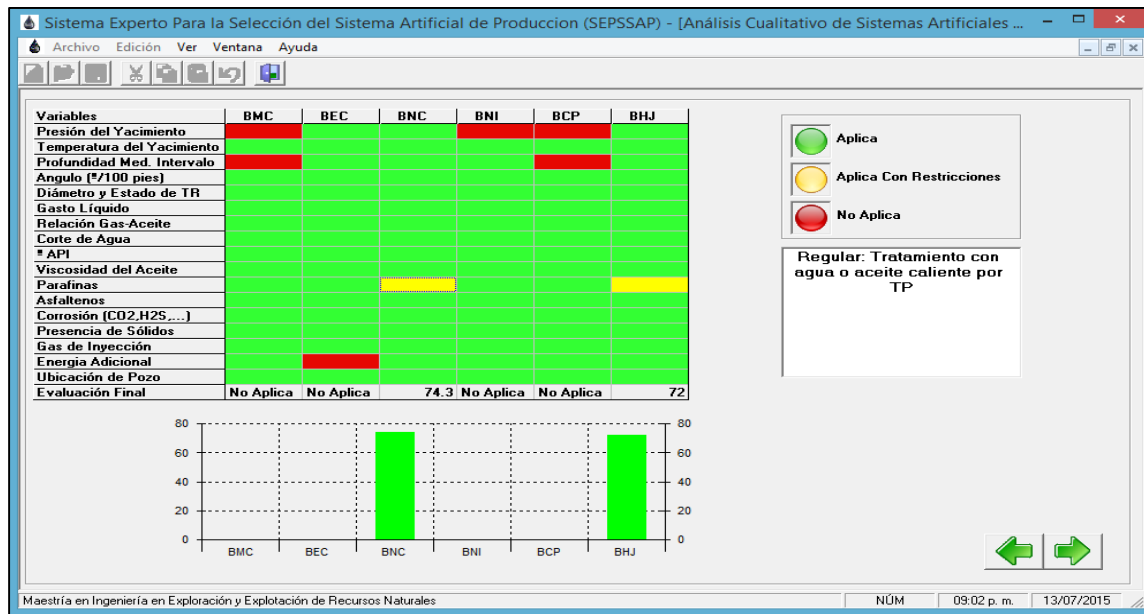 Sistema Experto Para la Selección del Sistema Artificial de Produccion (SEPSSAP) - [Análisis Cualitativo de Sistemas Artificiales ...
Archivo Edición Ver Ventana Ayuda
Variables BMC BEC BNC BNI BCP BHJ
Presión del Yacimiento
Temperatura del Yacimiento
Profundidad Med. Intervalo
Angulo (°/100 pies)
Diámetro y Estado de TR
Gasto Líquido
Relación Gas-Aceite
Corte de Agua
° API
Viscosidad del Aceite
Parafinas
Asfaltenos
Corrosión (CO2,H2S,...)
Presencia de Sólidos
Gas de Inyección
Energia Adicional
Ubicación de Pozo
Evaluación Final No Aplica No Aplica 74.3 No Aplica No Aplica 72
Aplica
Aplica Con Restricciones
No Aplica
Regular: Tratamiento con
agua o aceite caliente por
TP
80 80
60 60
40 40
20 20
0 0
BMC BEC BNC BNI BCP BHJ
Maestría en Ingeniería en Exploración y Explotación de Recursos Naturales NÚM 09:02 p. m. 13/07/2015